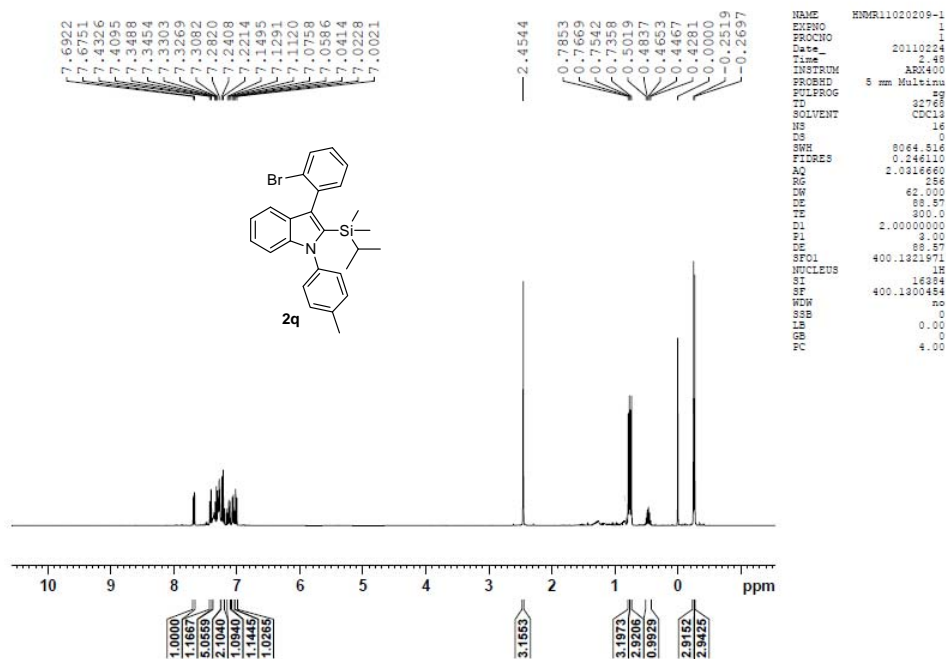 7.6922
7.6751
7.4326
7.4095
7.3488
7.3454
7.3303
7.3269
7.3082
7.2820
7.2408
7.2214
7.1495
7.1291
7.1120
7.0758
7.0586
7.0414
7.0228
7.0021
2.4544
0.7853
0.7669
0.7542
0.7358
0.5019
0.4837
0.4653
0.4467
0.4281
0.0000
-0.2519
-0.2697
NAME HNMR11020209-1
EXPNO 1
PROCNO 1
Date_ 20110224
Time 2.48
INSTRUM ARX400
PROBHD 5 mm Multinu
PULPROG zg
TD 32768
SOLVENT CDCl3
NS 16
DS 0
SWH 8064.516
FIDRES 0.246110
AQ 2.0316660
RG 256
DW 62.000
DE 88.57
TE 300.0
D1 2.00000000
P1 3.00
DE 88.57
SFO1 400.1321971
NUCLEUS 1H
SI 16384
SF 400.1300454
WDW no
SSB 0
LB 0.00
GB 0
PC 4.00
Br
Si
N
2q
10 9 8 7 6 5 4 3 2 1 0 ppm
1.0000
1.1667
5.0559
2.1040
1.0940
1.1445
1.0265
3.1553
3.1973
2.9206
0.9929
2.9152
2.9425